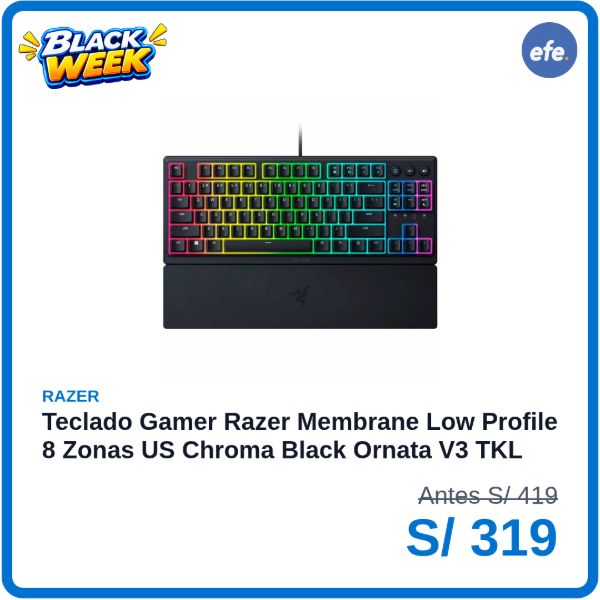 BLACK
WEEK
efe.
RAZER
Teclado Gamer Razer Membrane Low Profile
8 Zonas US Chroma Black Ornata V3 TKL
Antes S/ 419
S/ 319